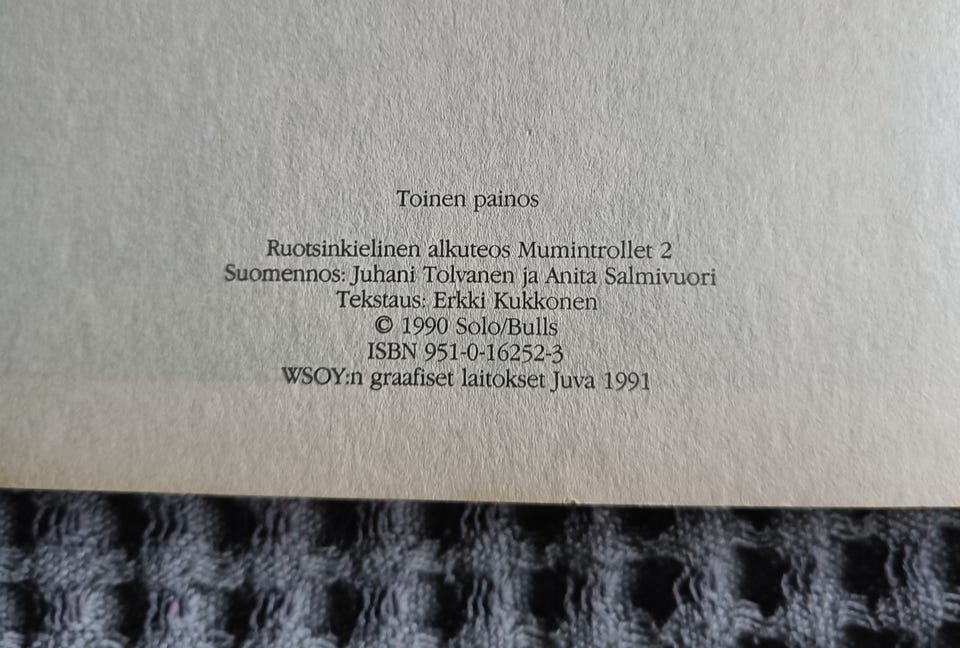 Toinen painos
Ruotsinkielinen alkuteos Mumintrollet 2
Suomennos: Juhani Tolvanen ja Anita Salmivuori
Tekstaus: Erkki Kukkonen
© 1990 Solo/Bulls
ISBN 951-0-16252-3
WSOY:n graafiset laitokset Juva 1991